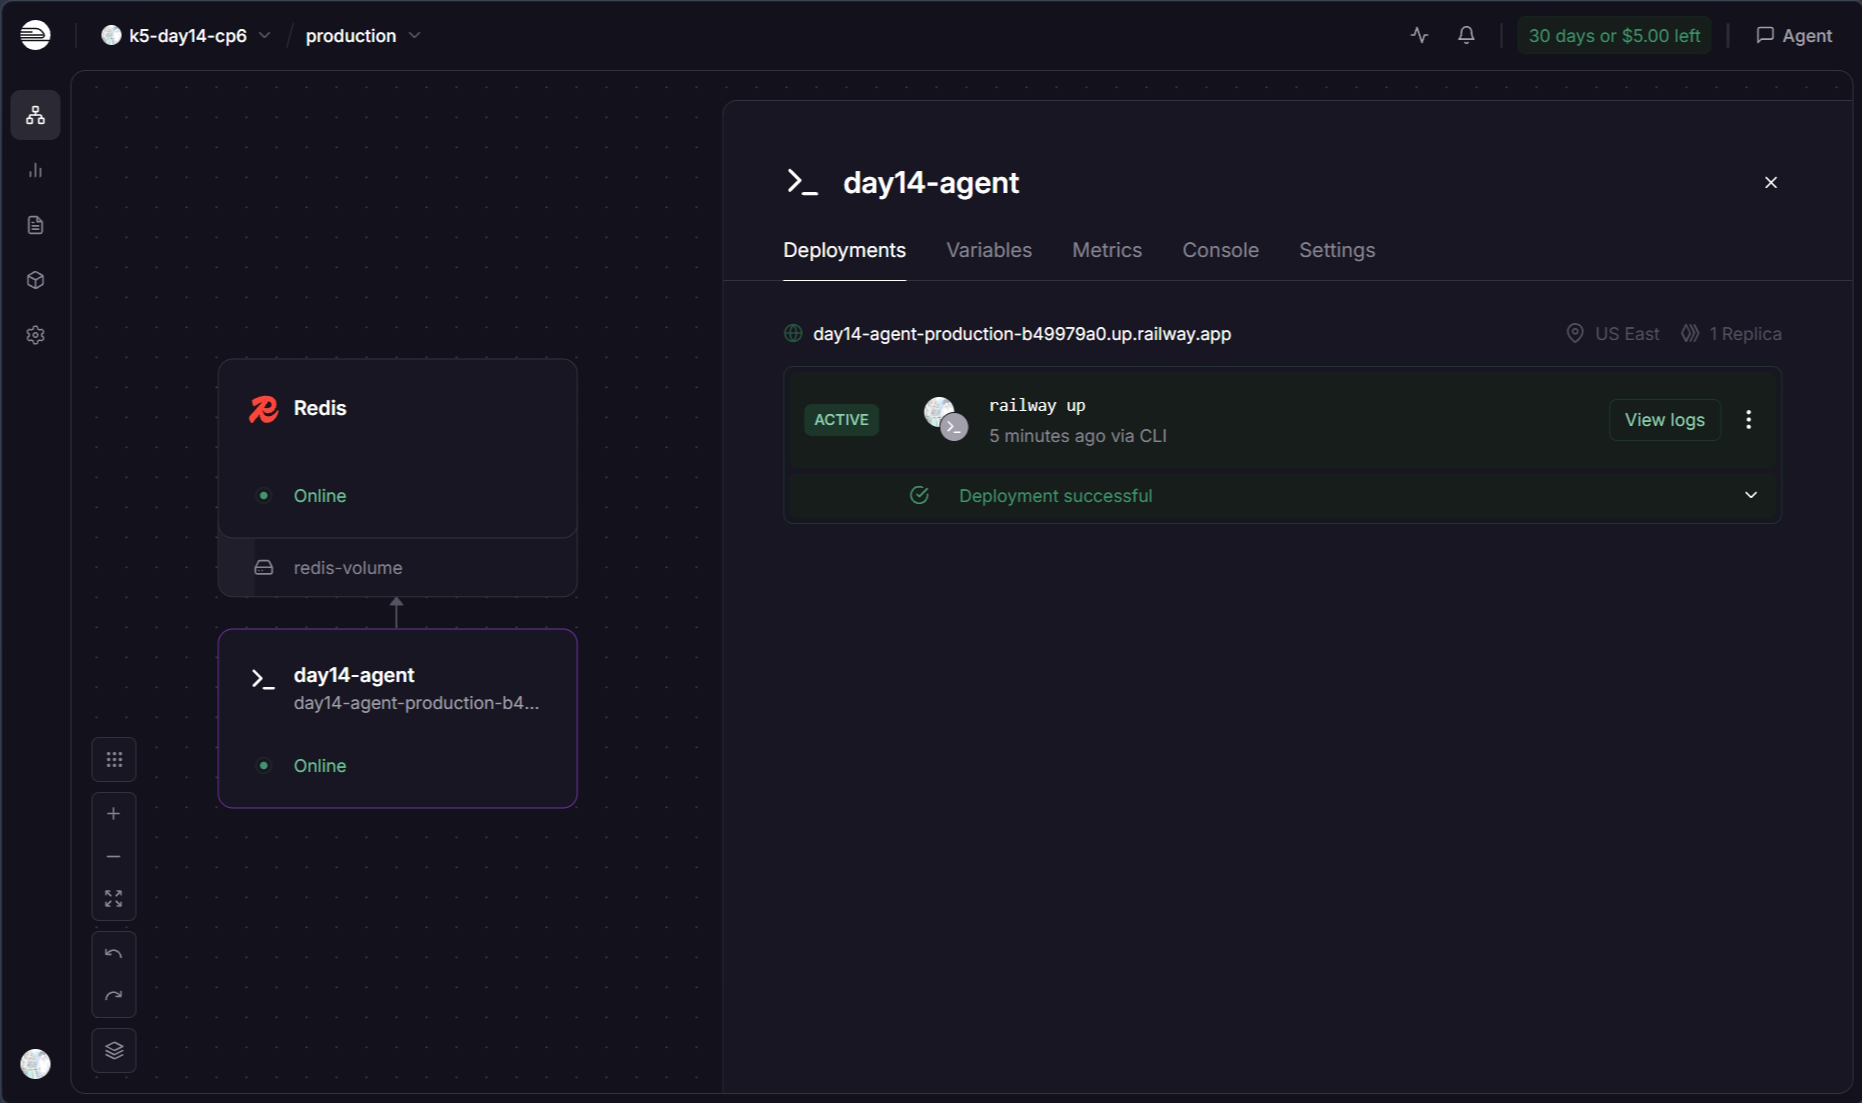 k5-day14-cp6 / production
30 days or $5.00 left
Agent
day14-agent
Deployments Variables Metrics Console Settings
day14-agent-production-b49979a0.up.railway.app
US East
1 Replica
ACTIVE
railway up
5 minutes ago via CLI
View logs
Deployment successful
Redis
Online
redis-volume
day14-agent
day14-agent-production-b4...
Online